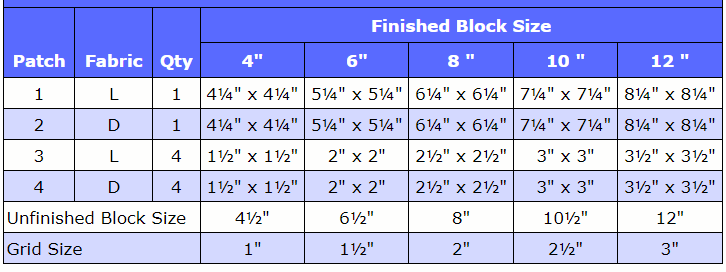 Finished Block Size
Patch Fabric Qty 4" 6" 8 " 10 " 12 "
1 L 1 4¼" x 4¼" 5¼" x 5¼" 6¼" x 6¼" 7¼" x 7¼" 8¼" x 8¼"
2 D 1 4¼" x 4¼" 5¼" x 5¼" 6¼" x 6¼" 7¼" x 7¼" 8¼" x 8¼"
3 L 4 1½" x 1½" 2" x 2" 2½" x 2½" 3" x 3" 3½" x 3½"
4 D 4 1½" x 1½" 2" x 2" 2½" x 2½" 3" x 3" 3½" x 3½"
Unfinished Block Size 4½" 6½" 8" 10½" 12"
Grid Size 1" 1½" 2" 2½" 3"